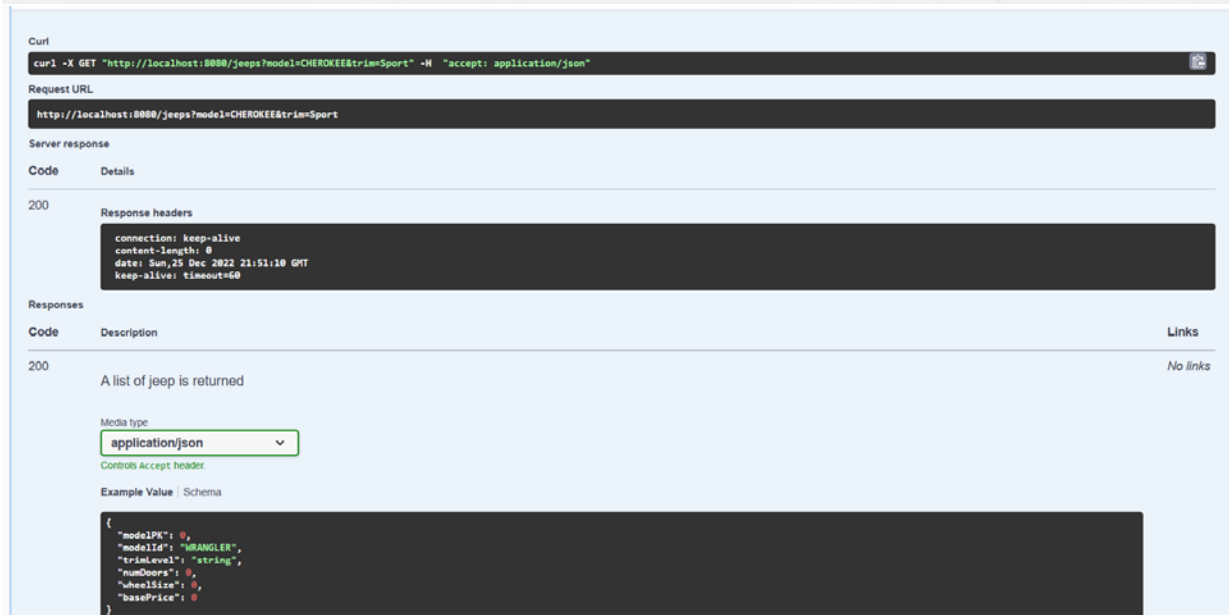 Curl
curl -X GET "http://localhost:8080/jeeps?model=CHEROKEE&trim=Sport" -H  "accept: application/json"
Request URL
http://localhost:8080/jeeps?model=CHEROKEE&trim=Sport
Server response
Code Details
200
Response headers
connection: keep-alive
content-length: 0
date: Sun,25 Dec 2022 21:51:10 GMT
keep-alive: timeout=60
Responses
Code Description Links
200 No links
A list of jeep is returned
Media type
application/json
Controls Accept header.
Example Value | Schema
{
"modelPK": 0,
"modelId": "WRANGLER",
"trimLevel": "string",
"numDoors": 0,
"wheelSize": 0,
"basePrice": 0
}